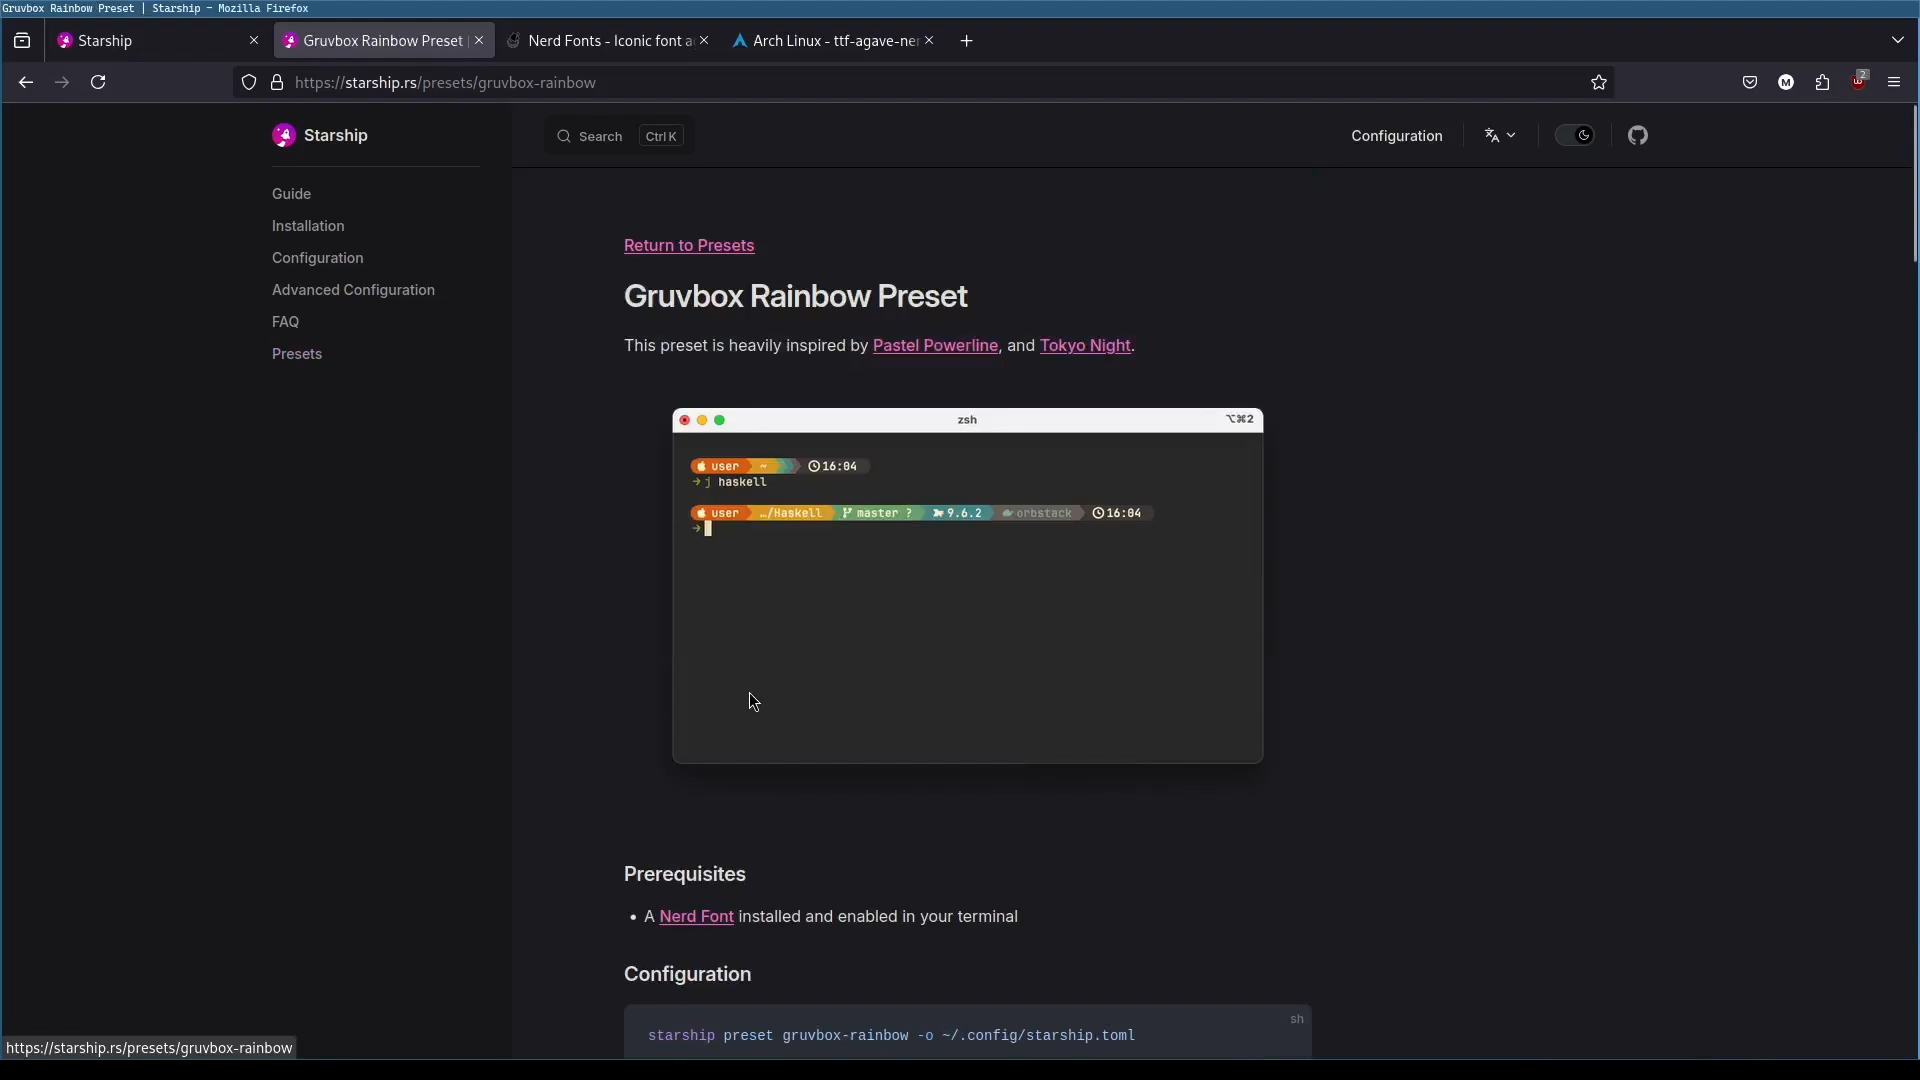 Gruvbox Rainbow Preset | Starship — Mozilla Firefox
Starship
Gruvbox Rainbow Preset |
Nerd Fonts - Iconic font a
Arch Linux - ttf-agave-ner
https://starship.rs/presets/gruvbox-rainbow
M
2
Starship
Search
Ctrl K
Configuration
Guide
Installation
Configuration
Advanced Configuration
FAQ
Presets
Return to Presets
Gruvbox Rainbow Preset
This preset is heavily inspired by Pastel Powerline, and Tokyo Night.
zsh
⌥⌘2
user ~ 16:04
→ j haskell
user …/Haskell master ? 9.6.2 orbstack 16:04
→
Prerequisites
• A Nerd Font installed and enabled in your terminal
Configuration
sh
starship preset gruvbox-rainbow -o ~/.config/starship.toml
https://starship.rs/presets/gruvbox-rainbow